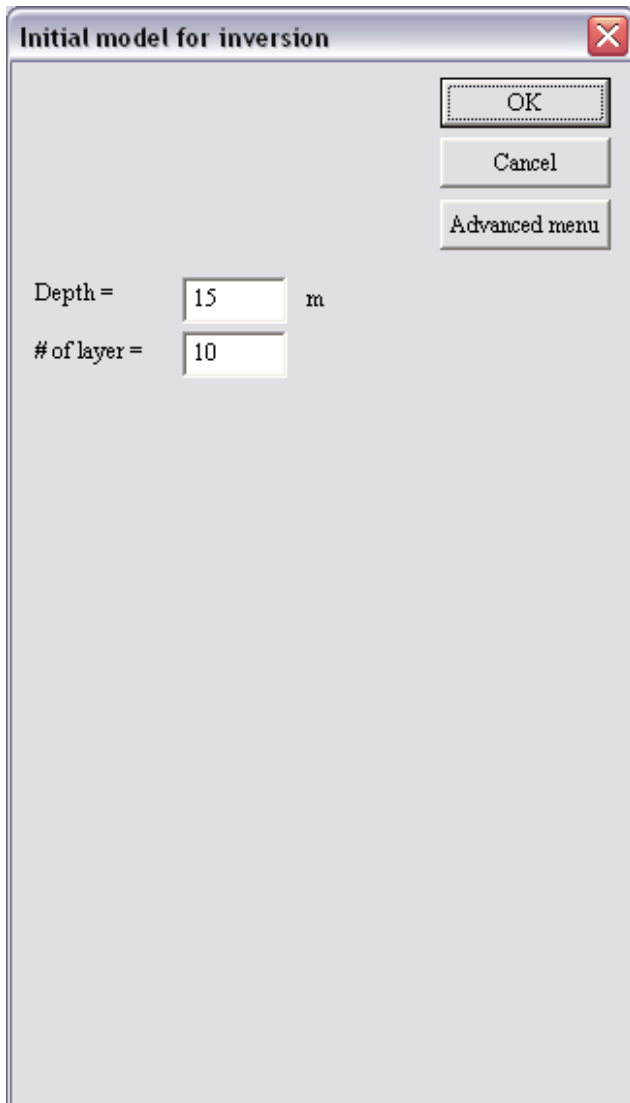 Initial model for inversion
OK
Cancel
Advanced menu
Depth = 15 m
# of layer = 10